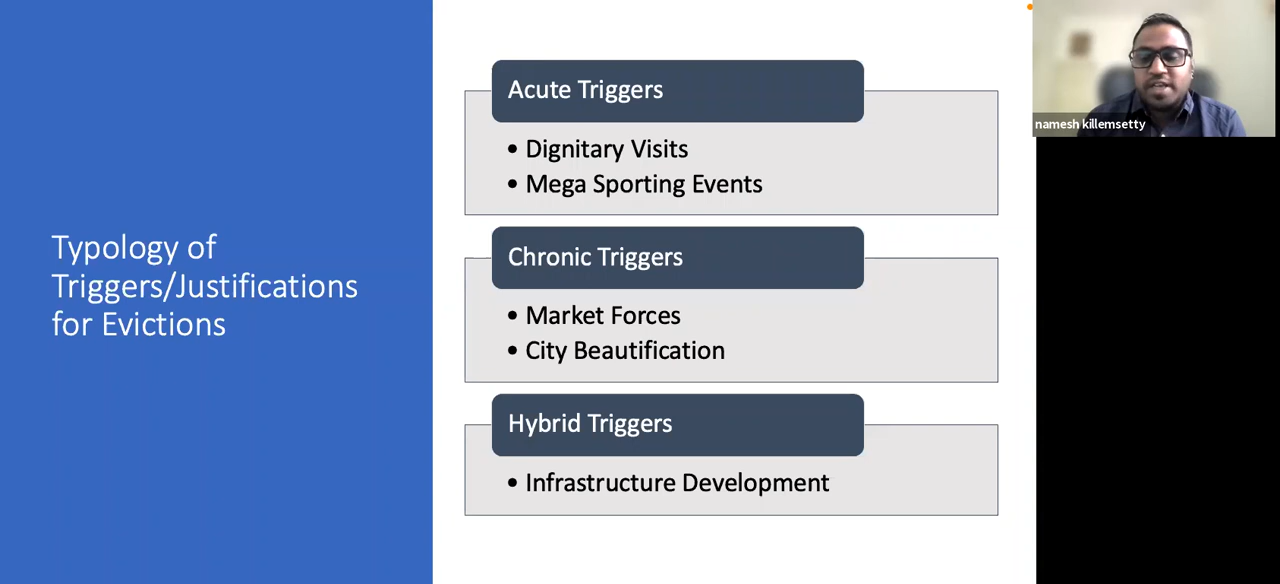 Typology of
Triggers/Justifications
for Evictions
Acute Triggers
• Dignitary Visits
• Mega Sporting Events
Chronic Triggers
• Market Forces
• City Beautification
Hybrid Triggers
• Infrastructure Development
namesh killemsetty